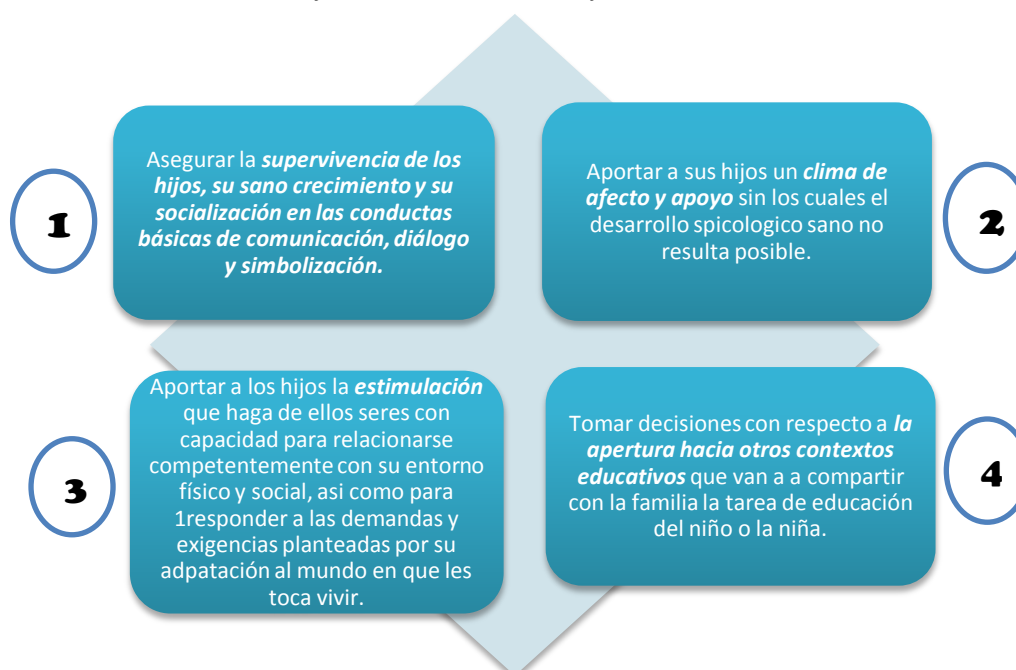 1
Asegurar la supervivencia de los
hijos, su sano crecimiento y su
socialización en las conductas
básicas de comunicación, diálogo
y simbolización.
Aportar a sus hijos un clima de
afecto y apoyo sin los cuales el
desarrollo spicologico sano no
resulta posible.
2
3
Aportar a los hijos la estimulación
que haga de ellos seres con
capacidad para relacionarse
competentemente con su entorno
físico y social, asi como para
1responder a las demandas y
exigencias planteadas por su
adpatación al mundo en que les
toca vivir.
Tomar decisiones con respecto a la
apertura hacia otros contextos
educativos que van a a compartir
con la familia la tarea de educación
del niño o la niña.
4